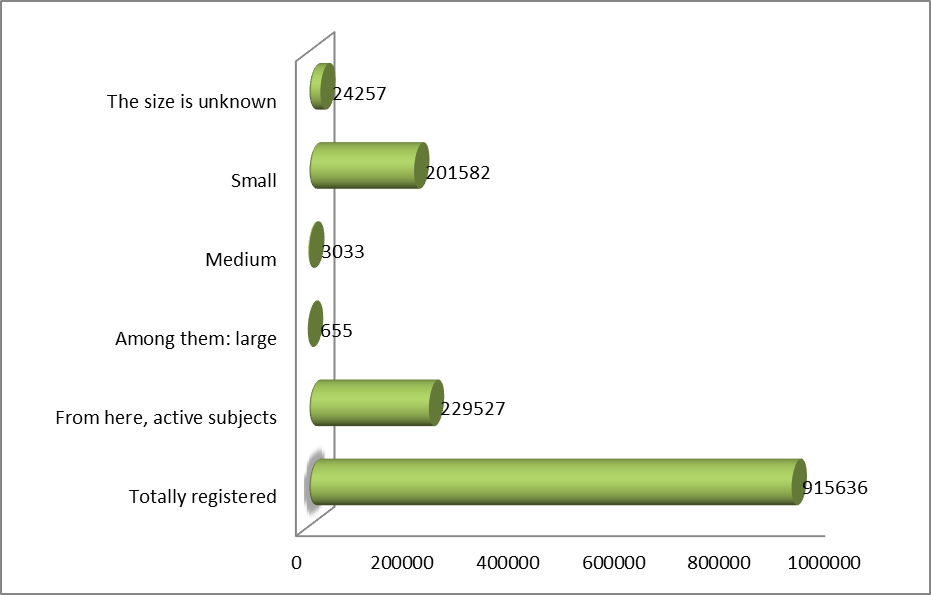 The size is unknown 24257
Small 201582
Medium 3033
Among them: large 655
From here, active subjects 229527
Totally registered 915636
0 200000 400000 600000 800000 1000000